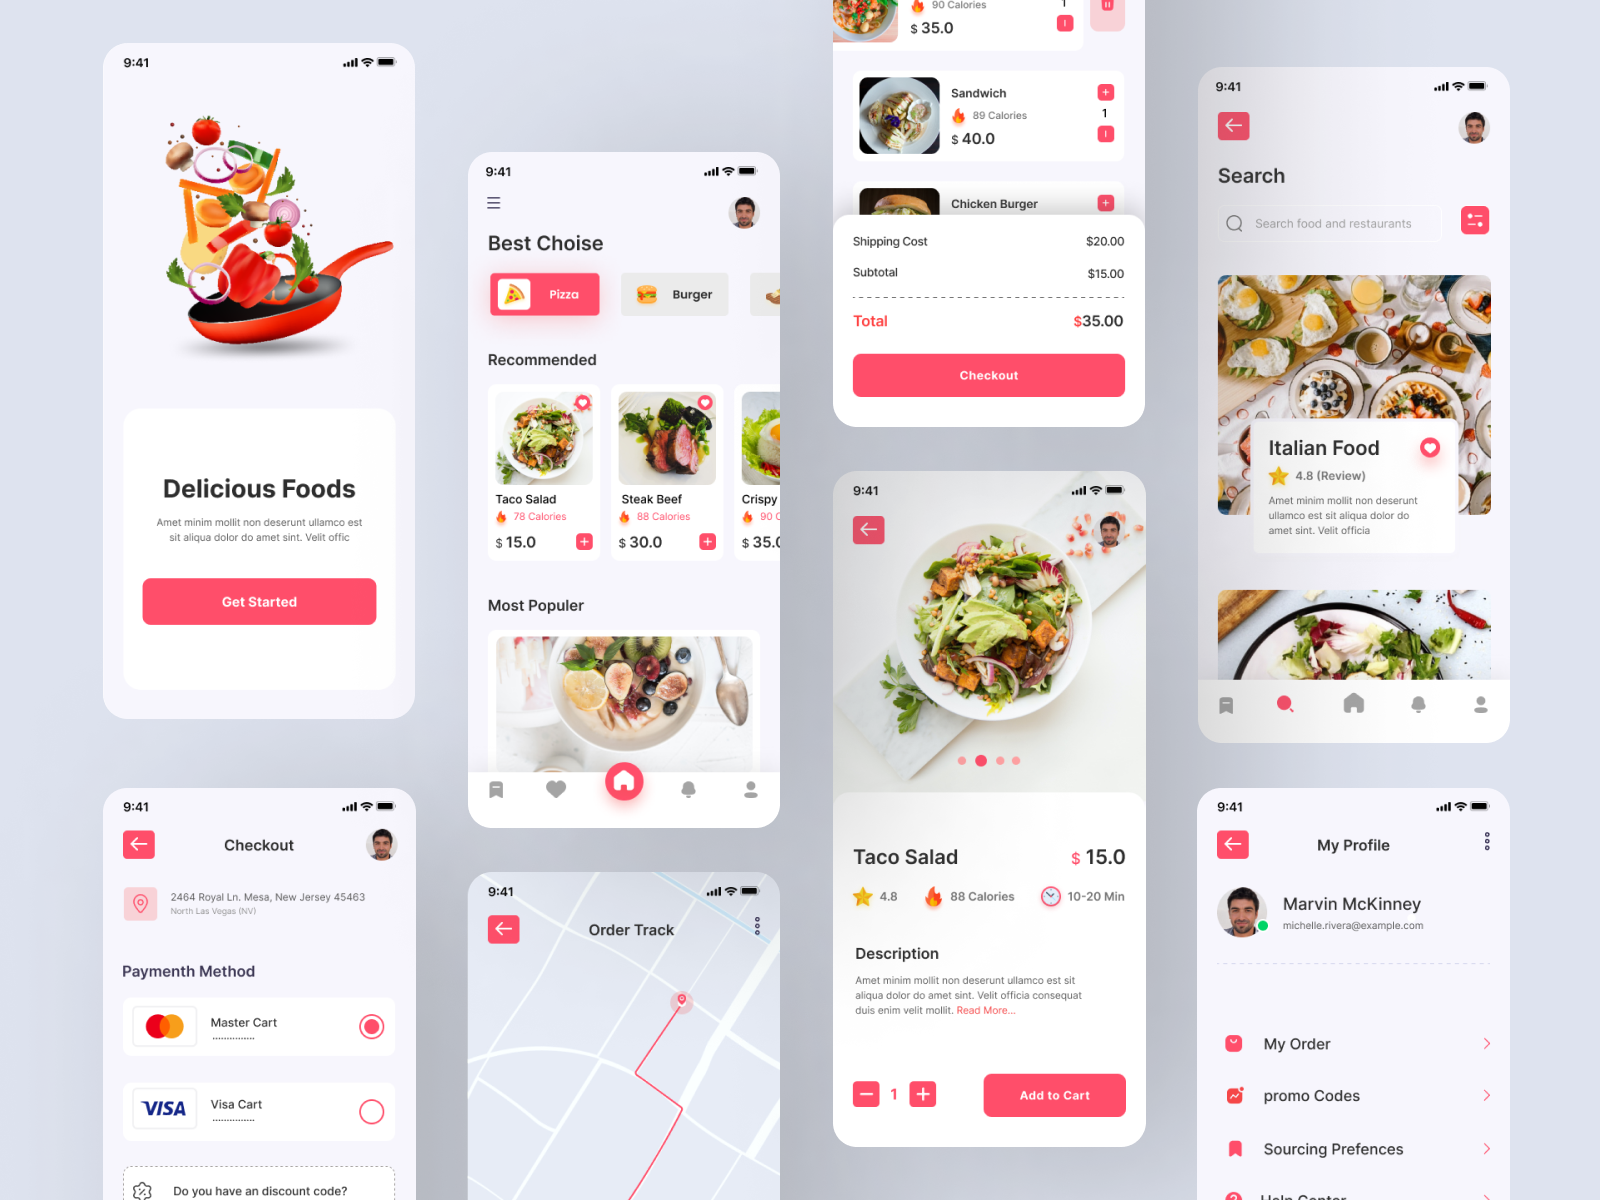 9:41
Delicious Foods
Amet minim mollit non deserunt ullamco est
sit aliqua dolor do amet sint. Velit offic
Get Started
9:41
Checkout
2464 Royal Ln. Mesa, New Jersey 45463
North Las Vegas (NV)
Paymenth Method
Master Cart
VISA
Visa Cart
Do you have an discount code?
9:41
Best Choise
Pizza
Burger
Recommended
Taco Salad
78 Calories
$ 15.0
Steak Beef
88 Calories
$ 30.0
Crispy
90 C
$ 35.0
Most Populer
9:41
Order Track
90 Calories
$ 35.0
1
Sandwich
89 Calories
$ 40.0
1
Chicken Burger
Shipping Cost $20.00
Subtotal $15.00
Total $35.00
Checkout
9:41
Taco Salad $ 15.0
4.8 88 Calories 10-20 Min
Description
Amet minim mollit non deserunt ullamco est sit
aliqua dolor do amet sint. Velit officia consequat
duis enim velit mollit. Read More...
1
Add to Cart
9:41
Search
Search food and restaurants
Italian Food
4.8 (Review)
Amet minim mollit non deserunt
ullamco est sit aliqua dolor do
amet sint. Velit officia
9:41
My Profile
Marvin McKinney
michelle.rivera@example.com
My Order
promo Codes
Sourcing Prefences
Help Center